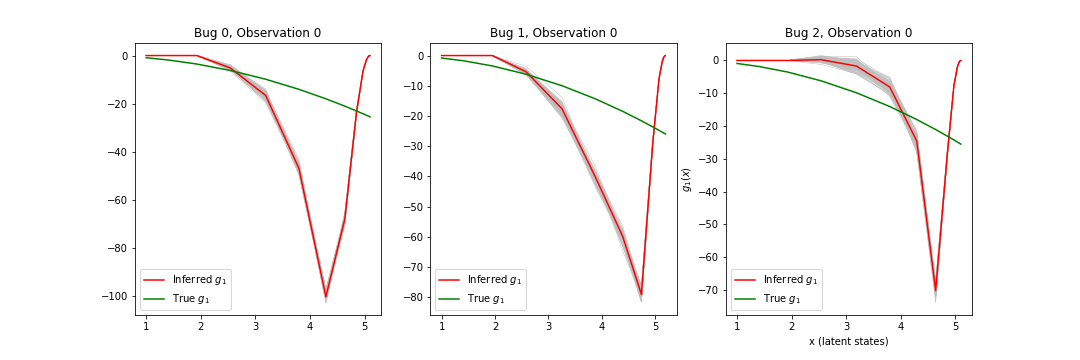 Bug 0, Observation 0
0
−20
−40
−60
−80
−100
1 2 3 4 5
Inferred g₁
True g₁
Bug 1, Observation 0
0
−10
−20
−30
−40
−50
−60
−70
−80
1 2 3 4 5
Inferred g₁
True g₁
Bug 2, Observation 0
g₁(x)
0
−10
−20
−30
−40
−50
−60
−70
1 2 3 4 5
x (latent states)
Inferred g₁
True g₁